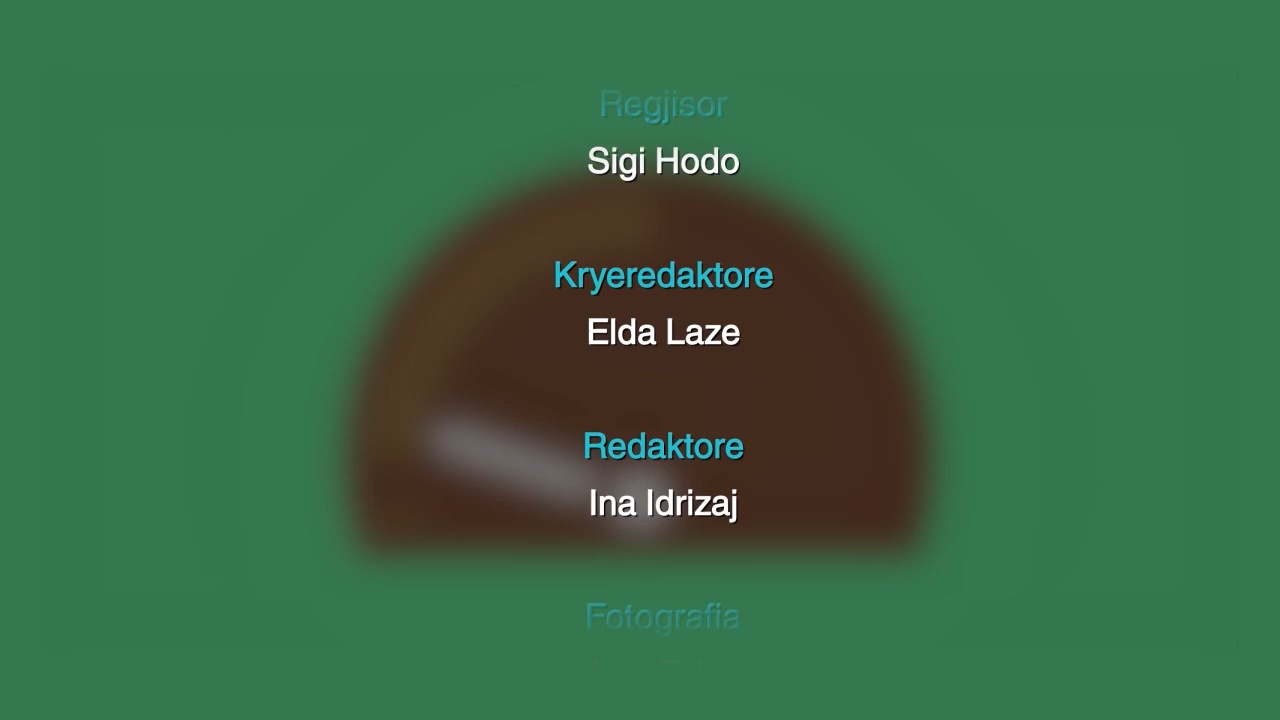 Regjisor
Sigi Hodo
Kryeredaktore
Elda Laze
Redaktore
Ina Idrizaj
Fotografia